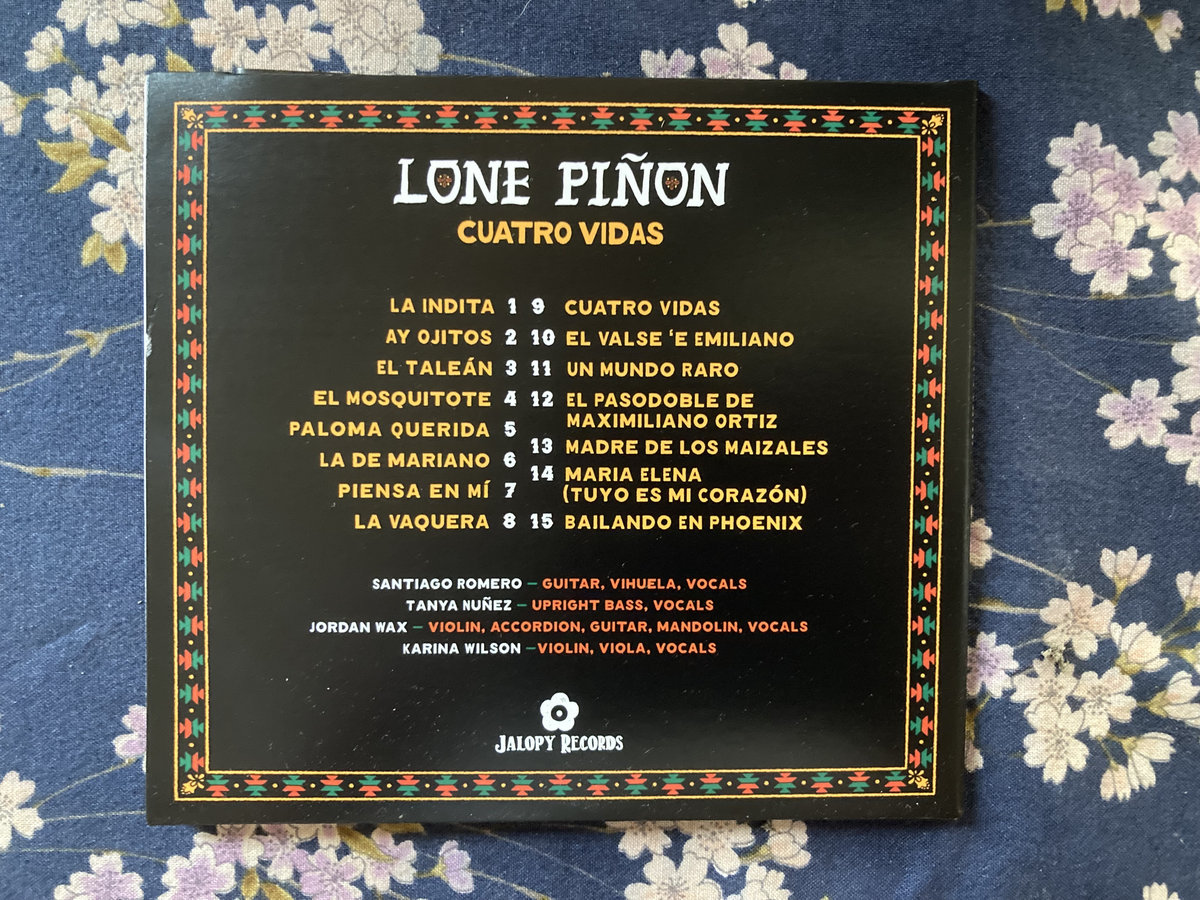 LONE PIÑON
CUATRO VIDAS
LA INDITA 1
AY OJITOS 2
EL TALEÁN 3
EL MOSQUITOTE 4
PALOMA QUERIDA 5
LA DE MARIANO 6
PIENSA EN MÍ 7
LA VAQUERA 8
9 CUATRO VIDAS
10 EL VALSE 'E EMILIANO
11 UN MUNDO RARO
12 EL PASODOBLE DE
MAXIMILIANO ORTIZ
13 MADRE DE LOS MAIZALES
14 MARIA ELENA
(TUYO ES MI CORAZÓN)
15 BAILANDO EN PHOENIX
SANTIAGO ROMERO – GUITAR, VIHUELA, VOCALS
TANYA NUÑEZ – UPRIGHT BASS, VOCALS
JORDAN WAX – VIOLIN, ACCORDION, GUITAR, MANDOLIN, VOCALS
KARINA WILSON –VIOLIN, VIOLA, VOCALS
JALOPY RECORDS